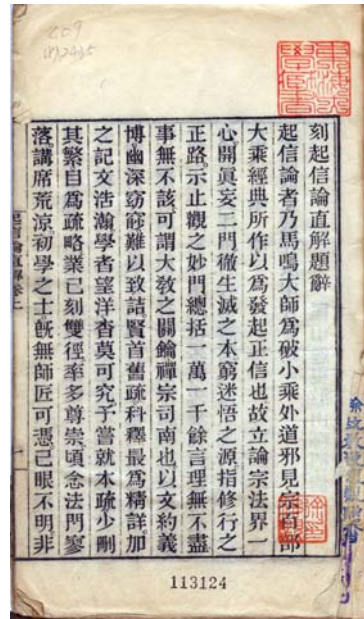 刻起信論直解題辭
起信論者乃馬鳴大師爲破小乘外道邪見宗百部
大乘經典所作以爲發起正信也故立論宗法界一
心開眞妄二門徹生滅之本窮迷悟之源指修行之
正路示止觀之妙門總括一萬一千餘言理無不盡
事無不該可謂大敎之關鑰禪宗司南也以文約義
博幽深窈窅難以致詰賢首舊疏科釋最爲精詳加
之記文浩瀚學者望洋杳莫可究予嘗就本疏少刪
其繁目爲疏略業已刻雙徑率多尊崇頃念法門寥
落講席荒涼初學之士旣無師匠可憑己眼不明非
起信論直解卷上
113124